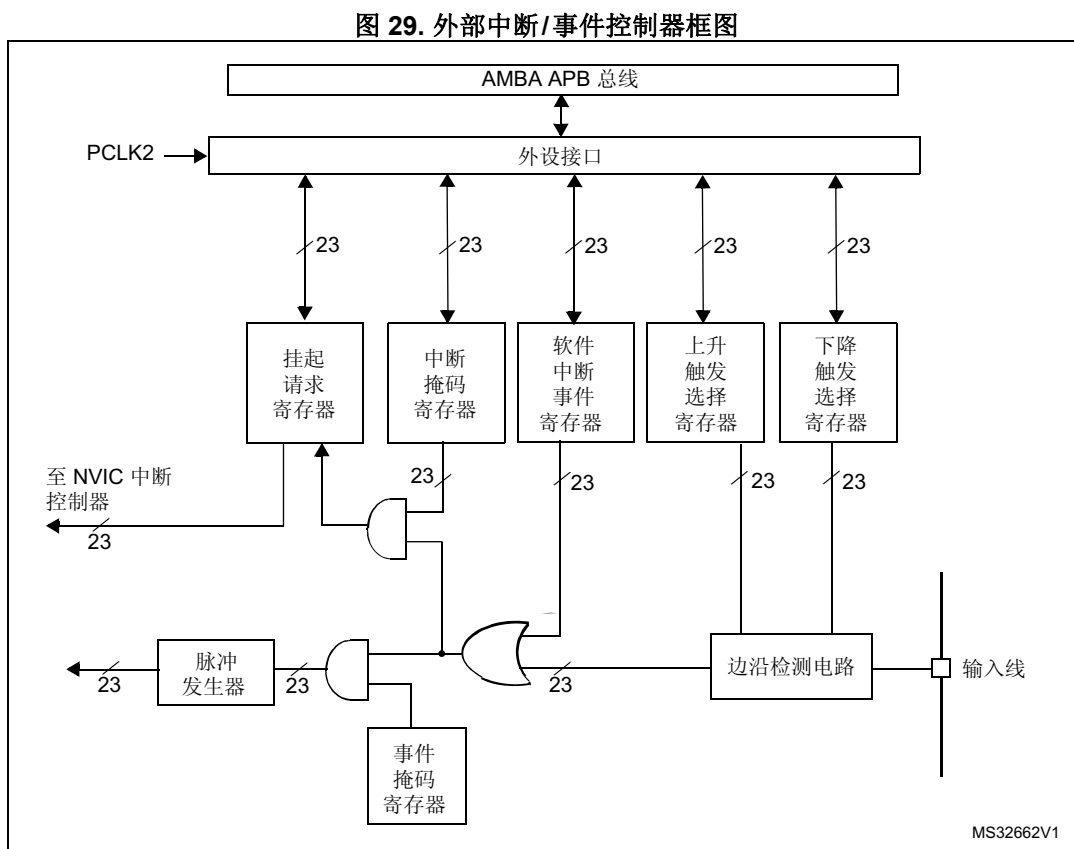 图 29. 外部中断/事件控制器框图
AMBA APB 总线
PCLK2
外设接口
23
23
23
23
23
挂起
请求
寄存器
中断
掩码
寄存器
软件
中断
事件
寄存器
上升
触发
选择
寄存器
下降
触发
选择
寄存器
至 NVIC 中断
控制器
23
23
23
23
23
脉冲
发生器
23
23
23
边沿检测电路
输入线
事件
掩码
寄存器
MS32662V1